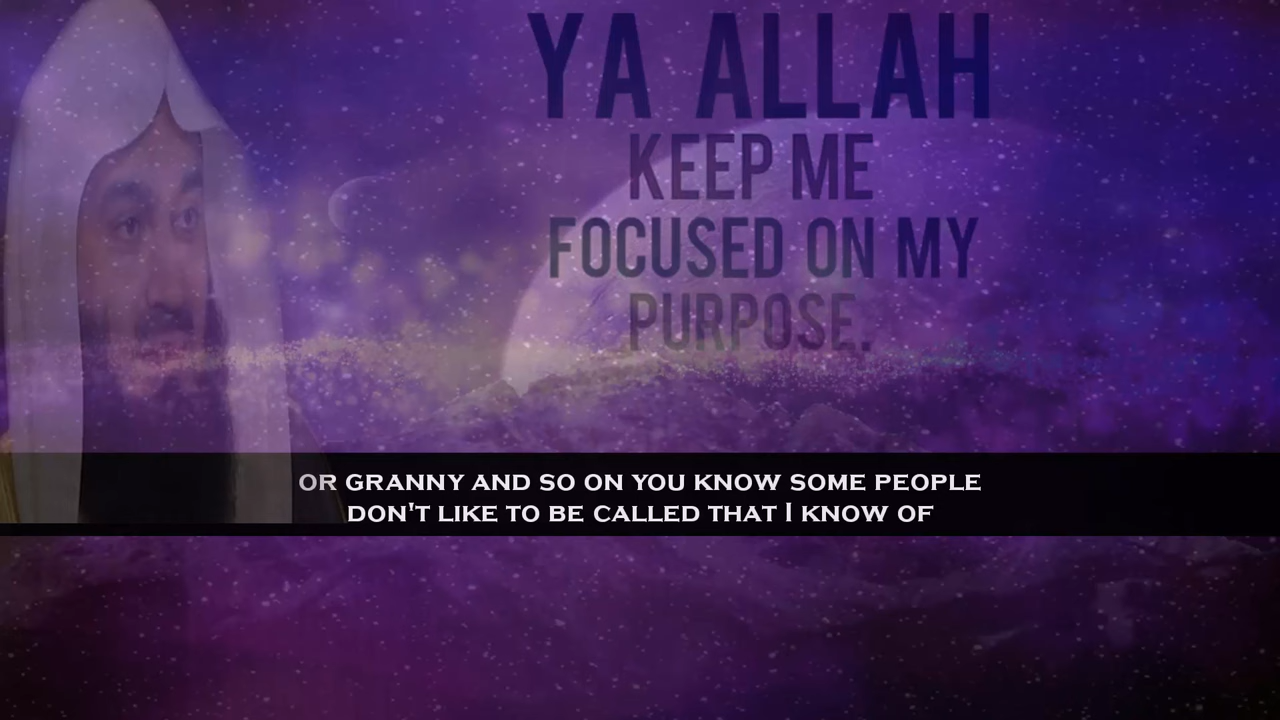 YA ALLAH
KEEP ME
FOCUSED ON MY
PURPOSE.
OR GRANNY AND SO ON YOU KNOW SOME PEOPLE
DON'T LIKE TO BE CALLED THAT I KNOW OF